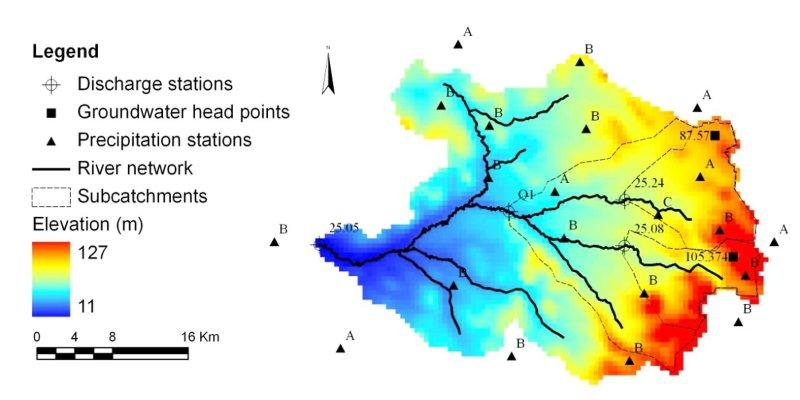 Legend
Discharge stations
Groundwater head points
Precipitation stations
River network
Subcatchments
Elevation (m)
127
11
0 4 8 16 Km
N
A
B
B
A
B
B
87.57
B
A
A
25.24
Q1
C
B
25.05
B
25.08
B
A
105.374
B
B
B
B
A
B
B